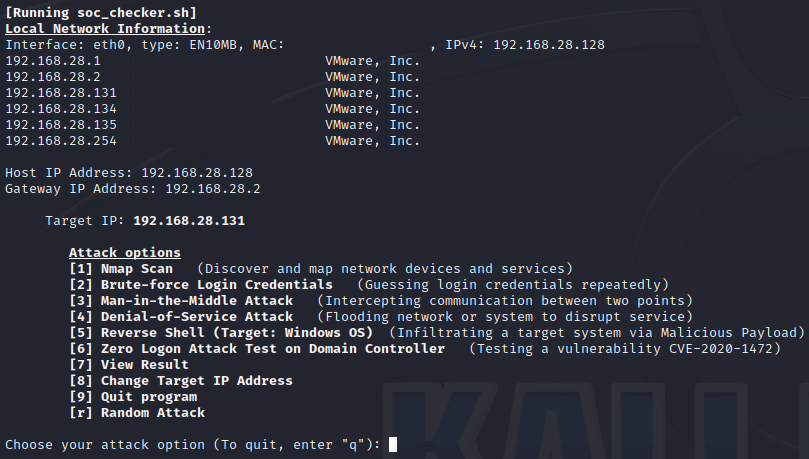 [Running soc_checker.sh]
Local Network Information:
Interface: eth0, type: EN10MB, MAC: , IPv4: 192.168.28.128
192.168.28.1 VMware, Inc.
192.168.28.2 VMware, Inc.
192.168.28.131 VMware, Inc.
192.168.28.134 VMware, Inc.
192.168.28.135 VMware, Inc.
192.168.28.254 VMware, Inc.
Host IP Address: 192.168.28.128
Gateway IP Address: 192.168.28.2
Target IP: 192.168.28.131
Attack options
[1] Nmap Scan (Discover and map network devices and services)
[2] Brute-force Login Credentials (Guessing login credentials repeatedly)
[3] Man-in-the-Middle Attack (Intercepting communication between two points)
[4] Denial-of-Service Attack (Flooding network or system to disrupt service)
[5] Reverse Shell (Target: Windows OS) (Infiltrating a target system via Malicious Payload)
[6] Zero Logon Attack Test on Domain Controller (Testing a vulnerability CVE-2020-1472)
[7] View Result
[8] Change Target IP Address
[9] Quit program
[r] Random Attack
Choose your attack option (To quit, enter "q"):
KALI